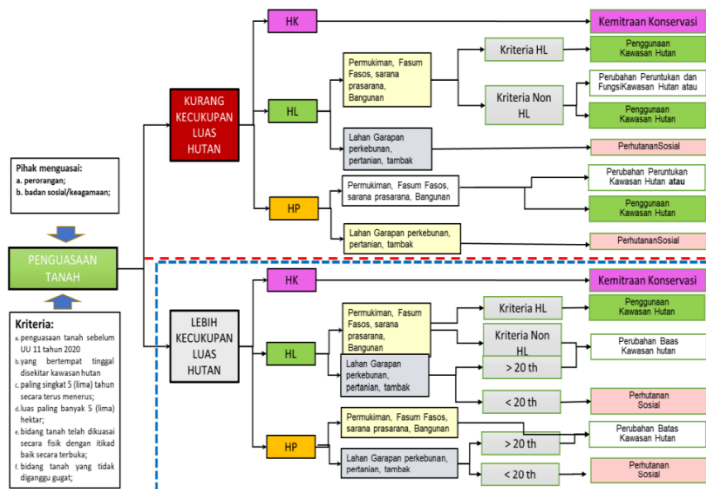 Pihak menguasai:
a. perorangan;
b. badan sosial/keagamaan;
PENGUASAAN
TANAH
Kriteria:
a. penguasaan tanah sebelum
UU 11 tahun 2020
b. yang bertempat tinggal
disekitar kawasan hutan
c. paling singkat 5 (lima) tahun
secara terus menerus;
d. luas paling banyak 5 (lima)
hektar;
e. bidang tanah telah dikuasai
secara fisik dengan itikad
baik secara terbuka;
f. bidang tanah yang tidak
diganggu gugat;
KURANG
KECUKUPAN
LUAS
HUTAN
HK
Kemitraan Konservasi
HL
Permukiman, Fasum
Fasos, sarana
prasarana,
Bangunan
Kriteria HL
Penggunaan
Kawasan Hutan
Kriteria Non
HL
Perubahan Peruntukan dan
FungsiKawasan Hutan atau
Penggunaan
Kawasan Hutan
Lahan Garapan
perkebunan,
pertanian, tambak
PerhutananSosial
HP
Permukiman, Fasum Fasos,
sarana prasarana, Bangunan
Perubahan Peruntukan
Kawasan Hutan atau
Penggunaan
Kawasan Hutan
Lahan Garapan perkebunan,
pertanian, tambak
PerhutananSosial
LEBIH
KECUKUPAN
LUAS
HUTAN
HK
Kemitraan Konservasi
HL
Permukiman, Fasum
Fasos, sarana
prasarana,
Bangunan
Kriteria HL
Penggunaan
Kawasan Hutan
Kriteria Non
HL
Perubahan Baas
Kawasan hutan
Lahan Garapan
perkebunan,
pertanian, tambak
> 20 th
< 20 th
Perhutanan
Sosial
HP
Permukiman, Fasum Fasos,
sarana prasarana, Bangunan
Perubahan Batas
Kawasan Hutan
Lahan Garapan perkebunan,
pertanian, tambak
> 20 th
< 20 th
Perhutanan
Sosial